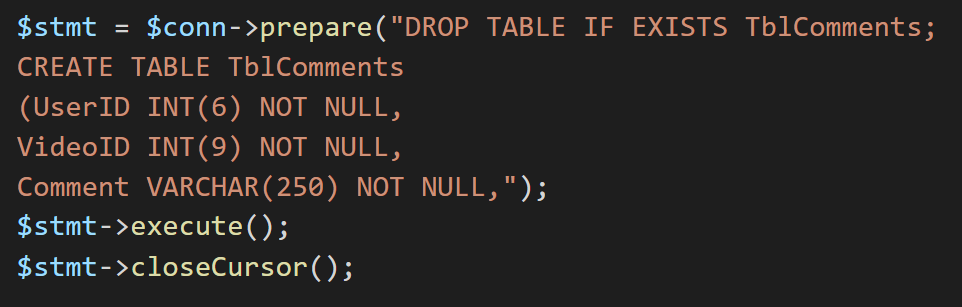 $stmt = $conn->prepare("DROP TABLE IF EXISTS TblComments;
CREATE TABLE TblComments
(UserID INT(6) NOT NULL,
VideoID INT(9) NOT NULL,
Comment VARCHAR(250) NOT NULL,");
$stmt->execute();
$stmt->closeCursor();